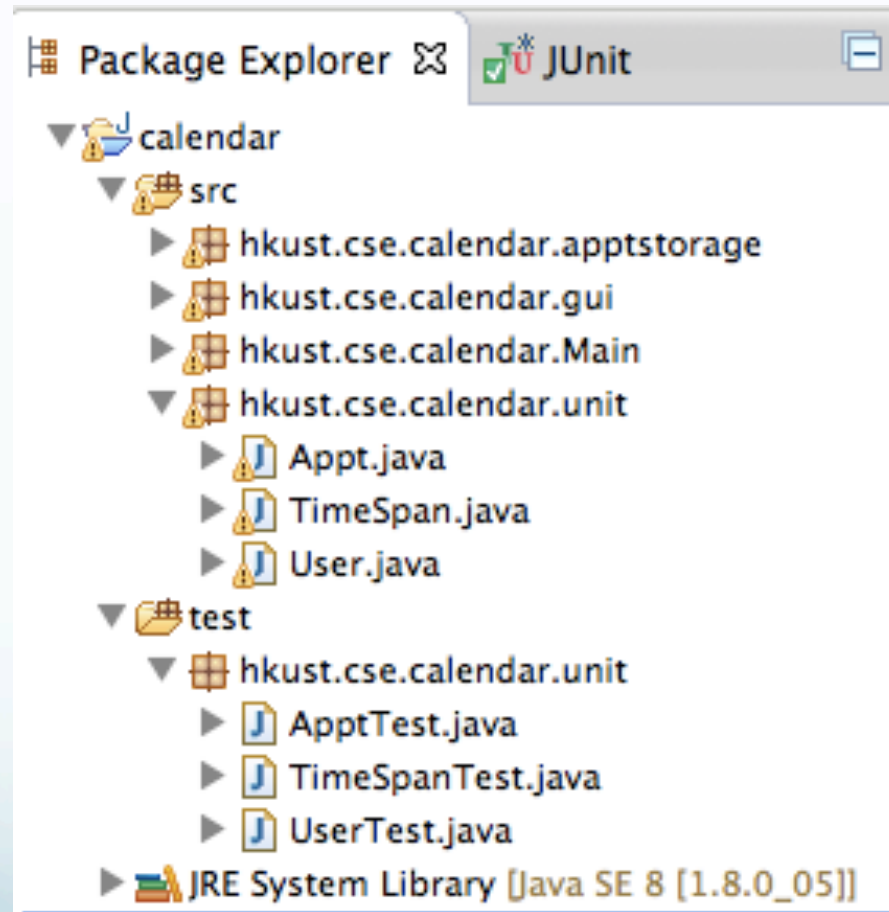 Package Explorer JUnit
calendar
src
hkust.cse.calendar.apptstorage
hkust.cse.calendar.gui
hkust.cse.calendar.Main
hkust.cse.calendar.unit
Appt.java
TimeSpan.java
User.java
test
hkust.cse.calendar.unit
ApptTest.java
TimeSpanTest.java
UserTest.java
JRE System Library [Java SE 8 [1.8.0_05]]